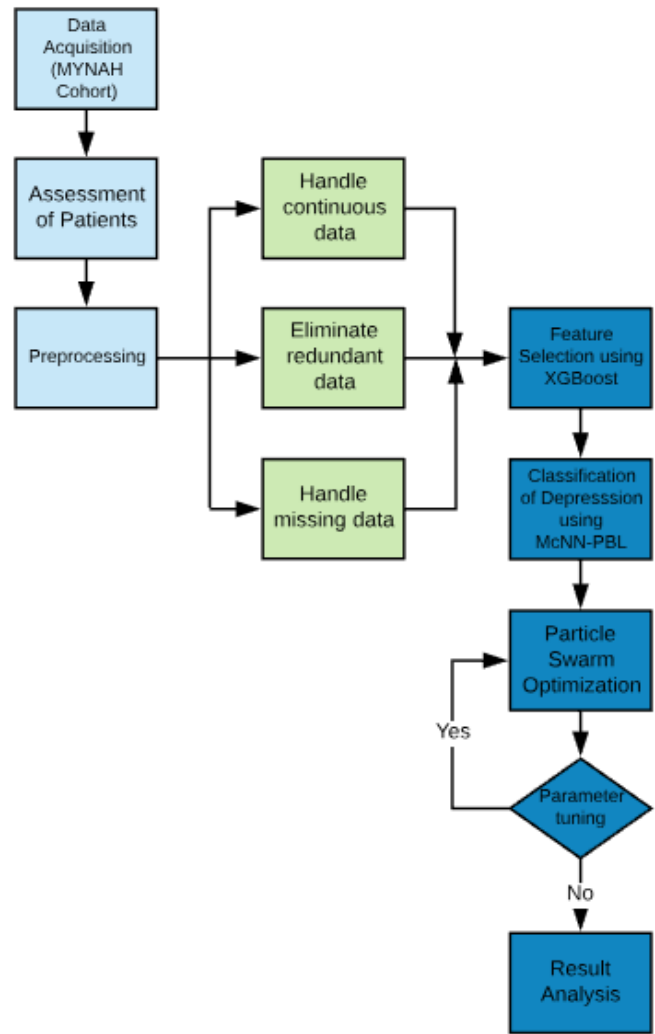 Data
Acquisition
(MYNAH
Cohort)
Assessment
of Patients
Preprocessing
Handle
continuous
data
Eliminate
redundant
data
Handle
missing data
Feature
Selection using
XGBoost
Classification
of Depresssion
using
McNN-PBL
Particle
Swarm
Optimization
Yes
Parameter
tuning
No
Result
Analysis